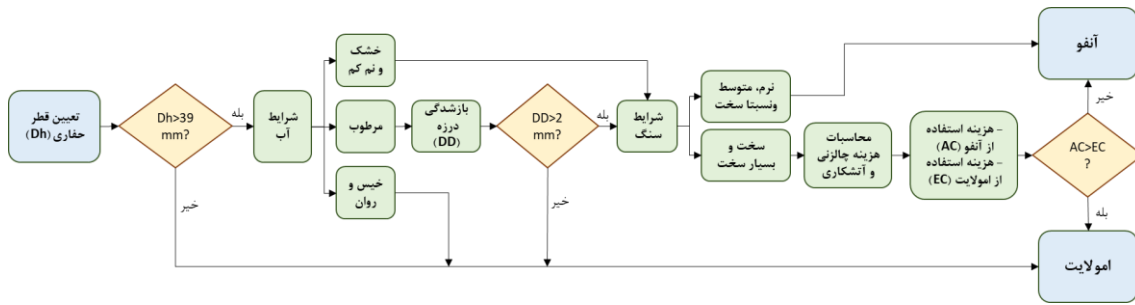 تعیین قطر
حفاری (Dh)
Dh>39
mm?
بله
خیر
شرایط
آب
خشک
و نم کم
مرطوب
خیس و
روان
بازشدگی
درزه
(DD)
DD>2
mm?
بله
خیر
شرایط
سنگ
نرم، متوسط
ونسبتا سخت
سخت و
بسیار سخت
محاسبات
هزینه چالزنی
و آتشکاری
- هزینه استفاده
از آنفو (AC)
- هزینه استفاده
از امولایت (EC)
AC>EC
?
خیر
بله
آنفو
امولایت